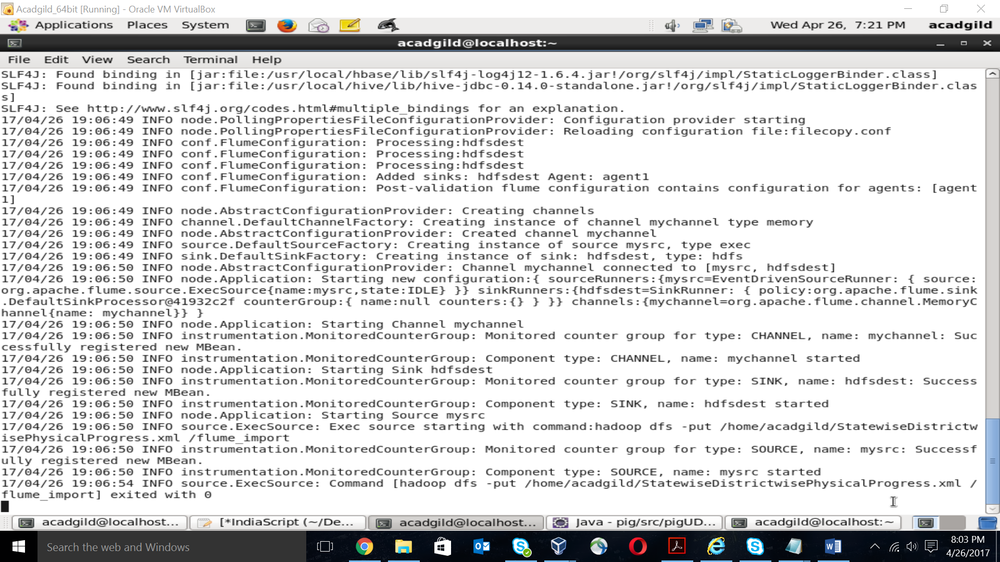 Acadgild_64bit [Running] - Oracle VM VirtualBox
Applications Places System Wed Apr 26, 7:21 PM acadgild
acadgild@localhost:~
File Edit View Search Terminal Help
SLF4J: Found binding in [jar:file:/usr/local/hbase/lib/slf4j-log4j12-1.6.4.jar!/org/slf4j/impl/StaticLoggerBinder.class]
SLF4J: Found binding in [jar:file:/usr/local/hive/lib/hive-jdbc-0.14.0-standalone.jar!/org/slf4j/impl/StaticLoggerBinder.clas
s]
SLF4J: See http://www.slf4j.org/codes.html#multiple_bindings for an explanation.
17/04/26 19:06:49 INFO node.PollingPropertiesFileConfigurationProvider: Configuration provider starting
17/04/26 19:06:49 INFO node.PollingPropertiesFileConfigurationProvider: Reloading configuration file:filecopy.conf
17/04/26 19:06:49 INFO conf.FlumeConfiguration: Processing:hdfsdest
17/04/26 19:06:49 INFO conf.FlumeConfiguration: Processing:hdfsdest
17/04/26 19:06:49 INFO conf.FlumeConfiguration: Processing:hdfsdest
17/04/26 19:06:49 INFO conf.FlumeConfiguration: Added sinks: hdfsdest Agent: agent1
17/04/26 19:06:49 INFO conf.FlumeConfiguration: Post-validation flume configuration contains configuration for agents: [agent
1]
17/04/26 19:06:49 INFO node.AbstractConfigurationProvider: Creating channels
17/04/26 19:06:49 INFO channel.DefaultChannelFactory: Creating instance of channel mychannel type memory
17/04/26 19:06:49 INFO node.AbstractConfigurationProvider: Created channel mychannel
17/04/26 19:06:49 INFO source.DefaultSourceFactory: Creating instance of source mysrc, type exec
17/04/26 19:06:49 INFO sink.DefaultSinkFactory: Creating instance of sink: hdfsdest, type: hdfs
17/04/26 19:06:50 INFO node.AbstractConfigurationProvider: Channel mychannel connected to [mysrc, hdfsdest]
17/04/26 19:06:50 INFO node.Application: Starting new configuration:{ sourceRunners:{mysrc=EventDrivenSourceRunner: { source:
org.apache.flume.source.ExecSource{name:mysrc,state:IDLE} }} sinkRunners:{hdfsdest=SinkRunner: { policy:org.apache.flume.sink
.DefaultSinkProcessor@41932c2f counterGroup:{ name:null counters:{} } }} channels:{mychannel=org.apache.flume.channel.MemoryC
hannel{name: mychannel}} }
17/04/26 19:06:50 INFO node.Application: Starting Channel mychannel
17/04/26 19:06:50 INFO instrumentation.MonitoredCounterGroup: Monitored counter group for type: CHANNEL, name: mychannel: Suc
cessfully registered new MBean.
17/04/26 19:06:50 INFO instrumentation.MonitoredCounterGroup: Component type: CHANNEL, name: mychannel started
17/04/26 19:06:50 INFO node.Application: Starting Sink hdfsdest
17/04/26 19:06:50 INFO instrumentation.MonitoredCounterGroup: Monitored counter group for type: SINK, name: hdfsdest: Success
fully registered new MBean.
17/04/26 19:06:50 INFO instrumentation.MonitoredCounterGroup: Component type: SINK, name: hdfsdest started
17/04/26 19:06:50 INFO node.Application: Starting Source mysrc
17/04/26 19:06:50 INFO source.ExecSource: Exec source starting with command:hadoop dfs -put /home/acadgild/StatewiseDistrictw
isePhysicalProgress.xml /flume_import
17/04/26 19:06:50 INFO instrumentation.MonitoredCounterGroup: Monitored counter group for type: SOURCE, name: mysrc: Successf
ully registered new MBean.
17/04/26 19:06:50 INFO instrumentation.MonitoredCounterGroup: Component type: SOURCE, name: mysrc started
17/04/26 19:06:54 INFO source.ExecSource: Command [hadoop dfs -put /home/acadgild/StatewiseDistrictwisePhysicalProgress.xml /
flume_import] exited with 0
acadgild@localhost... [*IndiaScript (~/De... acadgild@localhost... Java - pig/src/pigUD... acadgild@localhost:~
Search the web and Windows
8:03 PM
4/26/2017